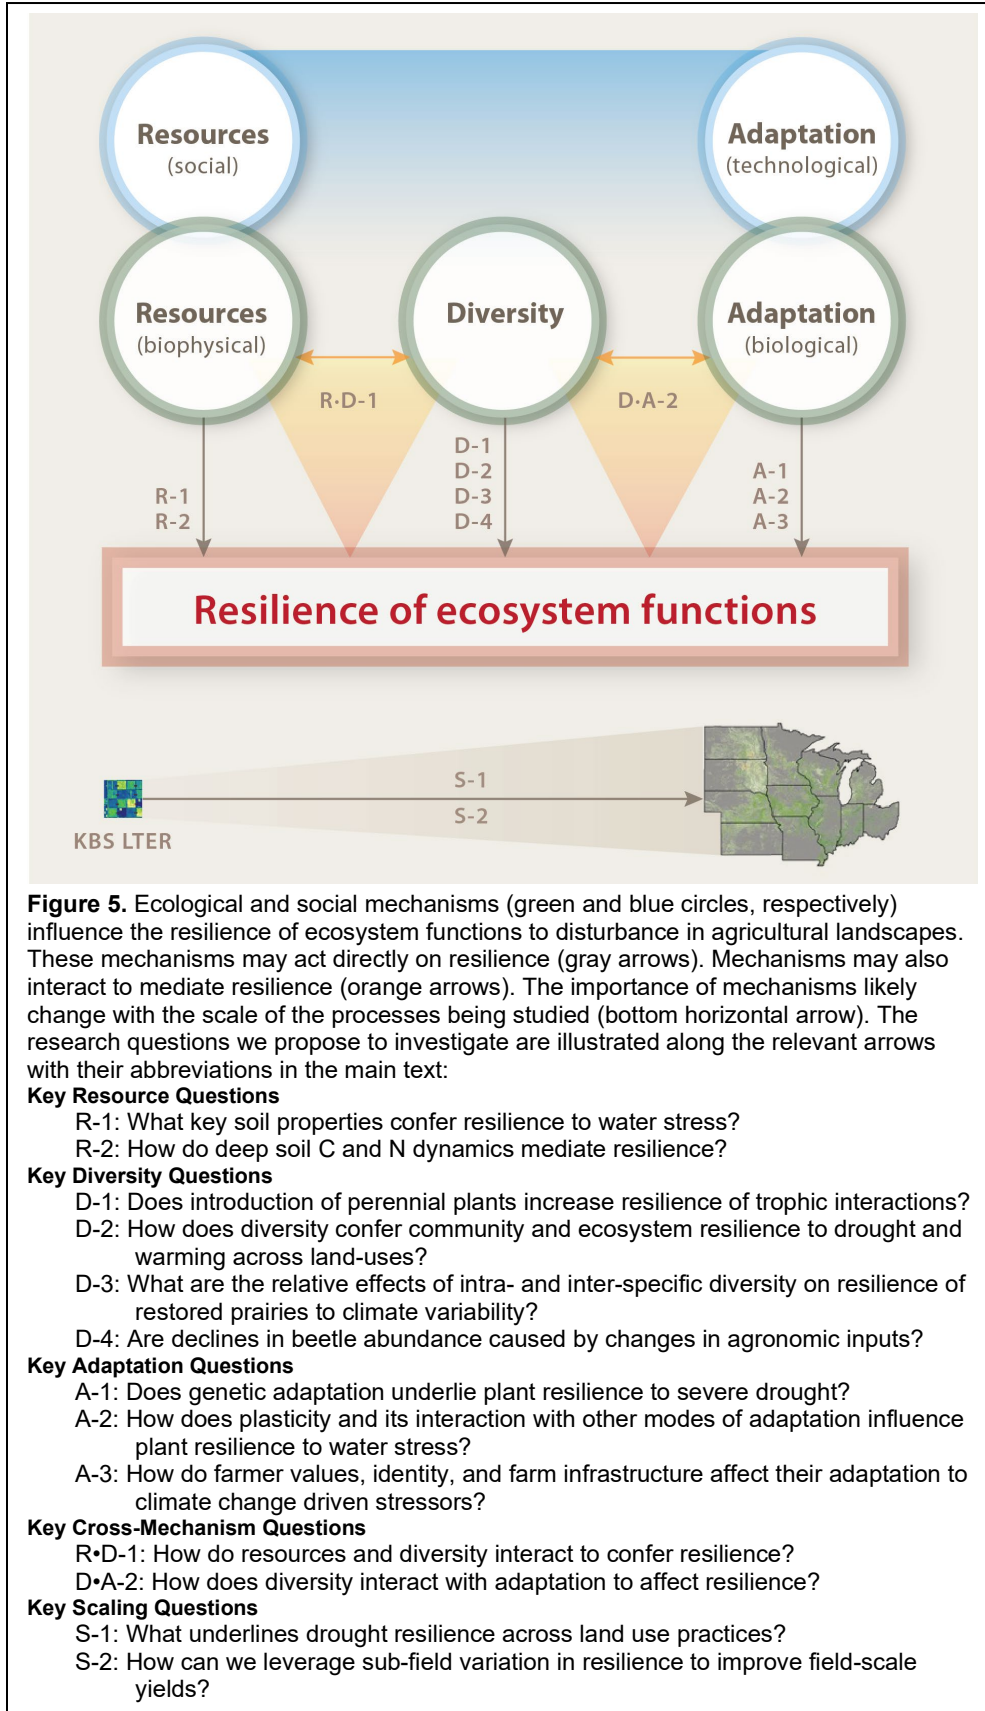 Resources
(social)
Adaptation
(technological)
Resources
(biophysical)
Diversity
Adaptation
(biological)
R·D-1
D·A-2
R-1
R-2
D-1
D-2
D-3
D-4
A-1
A-2
A-3
Resilience of ecosystem functions
S-1
S-2
KBS LTER
Figure 5. Ecological and social mechanisms (green and blue circles, respectively)
influence the resilience of ecosystem functions to disturbance in agricultural landscapes.
These mechanisms may act directly on resilience (gray arrows). Mechanisms may also
interact to mediate resilience (orange arrows). The importance of mechanisms likely
change with the scale of the processes being studied (bottom horizontal arrow). The
research questions we propose to investigate are illustrated along the relevant arrows
with their abbreviations in the main text:
Key Resource Questions
R-1: What key soil properties confer resilience to water stress?
R-2: How do deep soil C and N dynamics mediate resilience?
Key Diversity Questions
D-1: Does introduction of perennial plants increase resilience of trophic interactions?
D-2: How does diversity confer community and ecosystem resilience to drought and
warming across land-uses?
D-3: What are the relative effects of intra- and inter-specific diversity on resilience of
restored prairies to climate variability?
D-4: Are declines in beetle abundance caused by changes in agronomic inputs?
Key Adaptation Questions
A-1: Does genetic adaptation underlie plant resilience to severe drought?
A-2: How does plasticity and its interaction with other modes of adaptation influence
plant resilience to water stress?
A-3: How do farmer values, identity, and farm infrastructure affect their adaptation to
climate change driven stressors?
Key Cross-Mechanism Questions
R•D-1: How do resources and diversity interact to confer resilience?
D•A-2: How does diversity interact with adaptation to affect resilience?
Key Scaling Questions
S-1: What underlines drought resilience across land use practices?
S-2: How can we leverage sub-field variation in resilience to improve field-scale
yields?